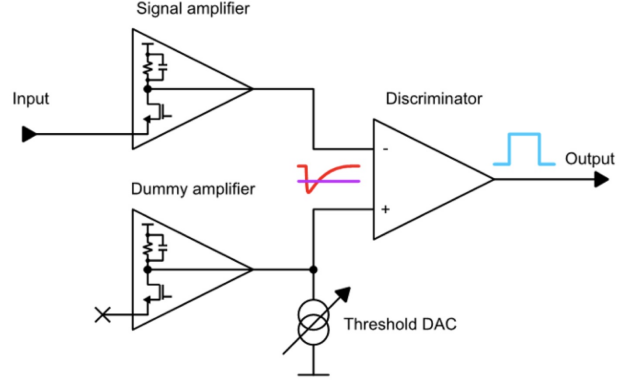 Signal amplifier
Input
Discriminator
-
Output
Dummy amplifier
+
Threshold DAC